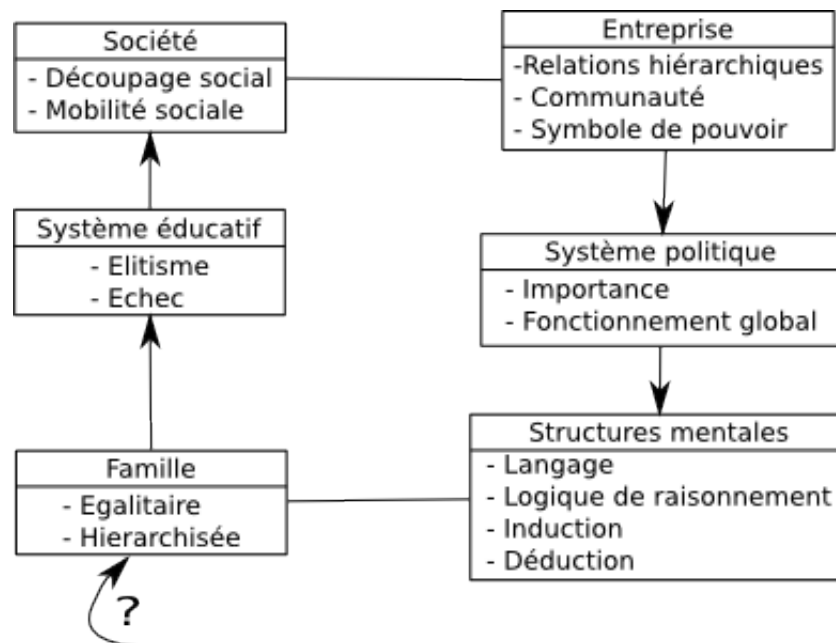 Société
- Découpage social
- Mobilité sociale
Entreprise
-Relations hiérarchiques
- Communauté
- Symbole de pouvoir
Système éducatif
- Elitisme
- Echec
Système politique
- Importance
- Fonctionnement global
Famille
- Egalitaire
- Hierarchisée
Structures mentales
- Langage
- Logique de raisonnement
- Induction
- Déduction
?